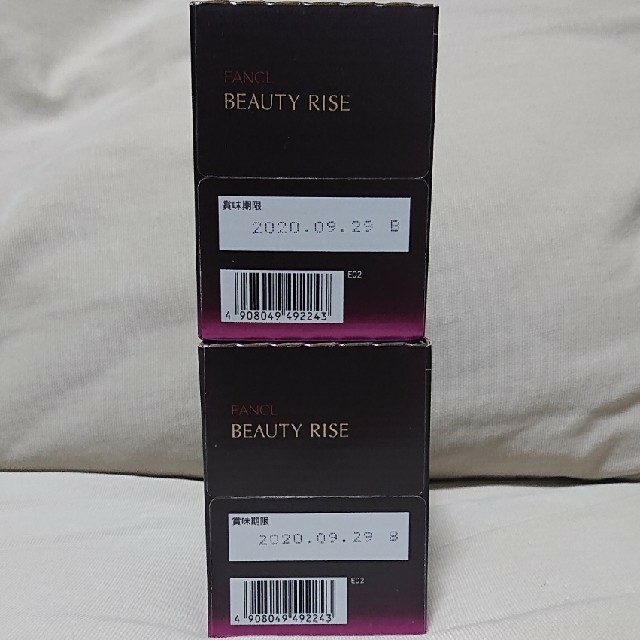 FANCL
BEAUTY RISE
賞味期限
2020.09.29 B
E02
4 908049 492243
FANCL
BEAUTY RISE
賞味期限
2020.09.29 B
E02
4 908049 492243